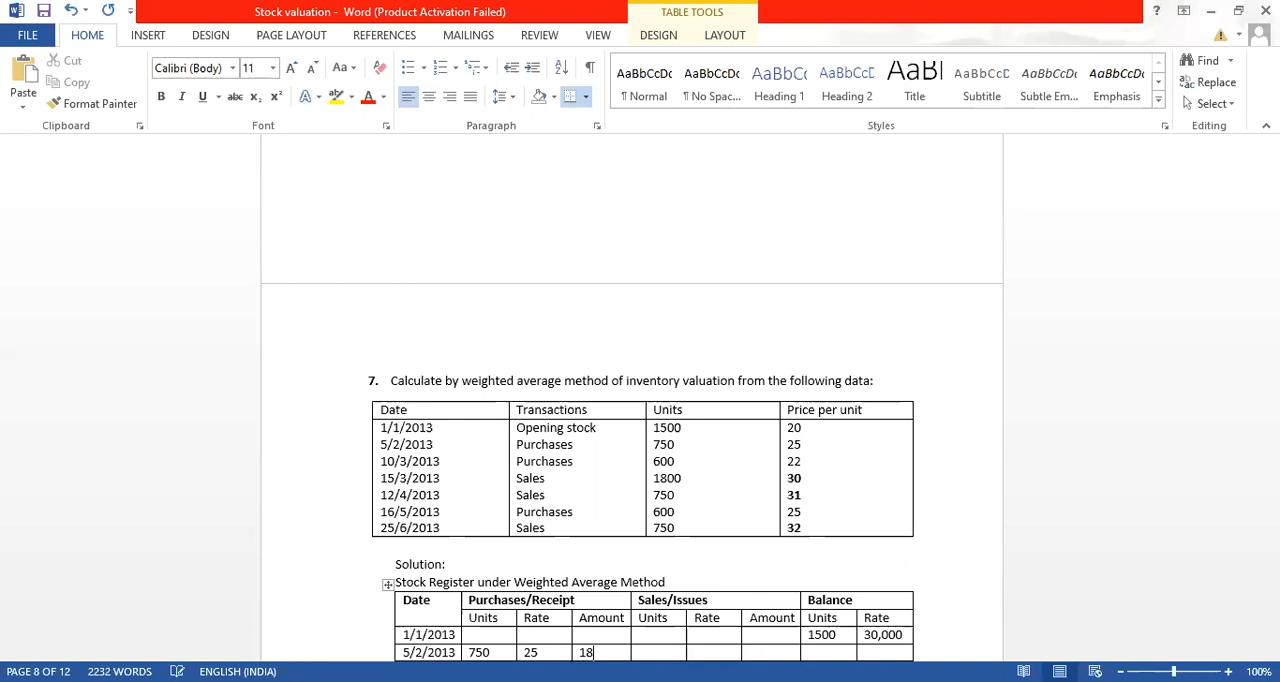 Stock valuation - Word (Product Activation Failed)
TABLE TOOLS
?
FILE HOME INSERT DESIGN PAGE LAYOUT REFERENCES MAILINGS REVIEW VIEW DESIGN LAYOUT
Paste
Cut
Copy
Format Painter
Clipboard
Calibri (Body) 11
Font
Paragraph
AaBbCcDc AaBbCcDc AaBbCc AaBbCcD AaBl AaBbCcD AaBbCcDc AaBbCcDc
¶ Normal ¶ No Spac... Heading 1 Heading 2 Title Subtitle Subtle Em... Emphasis
Styles
Find
Replace
Select
Editing
7. Calculate by weighted average method of inventory valuation from the following data:
Date Transactions Units Price per unit
1/1/2013 Opening stock 1500 20
5/2/2013 Purchases 750 25
10/3/2013 Purchases 600 22
15/3/2013 Sales 1800 30
12/4/2013 Sales 750 31
16/5/2013 Purchases 600 25
25/6/2013 Sales 750 32
Solution:
Stock Register under Weighted Average Method
Date Purchases/Receipt Sales/Issues Balance
Units Rate Amount Units Rate Amount Units Rate
1/1/2013 1500 30,000
5/2/2013 750 25 18
PAGE 8 OF 12 2232 WORDS ENGLISH (INDIA) 100%